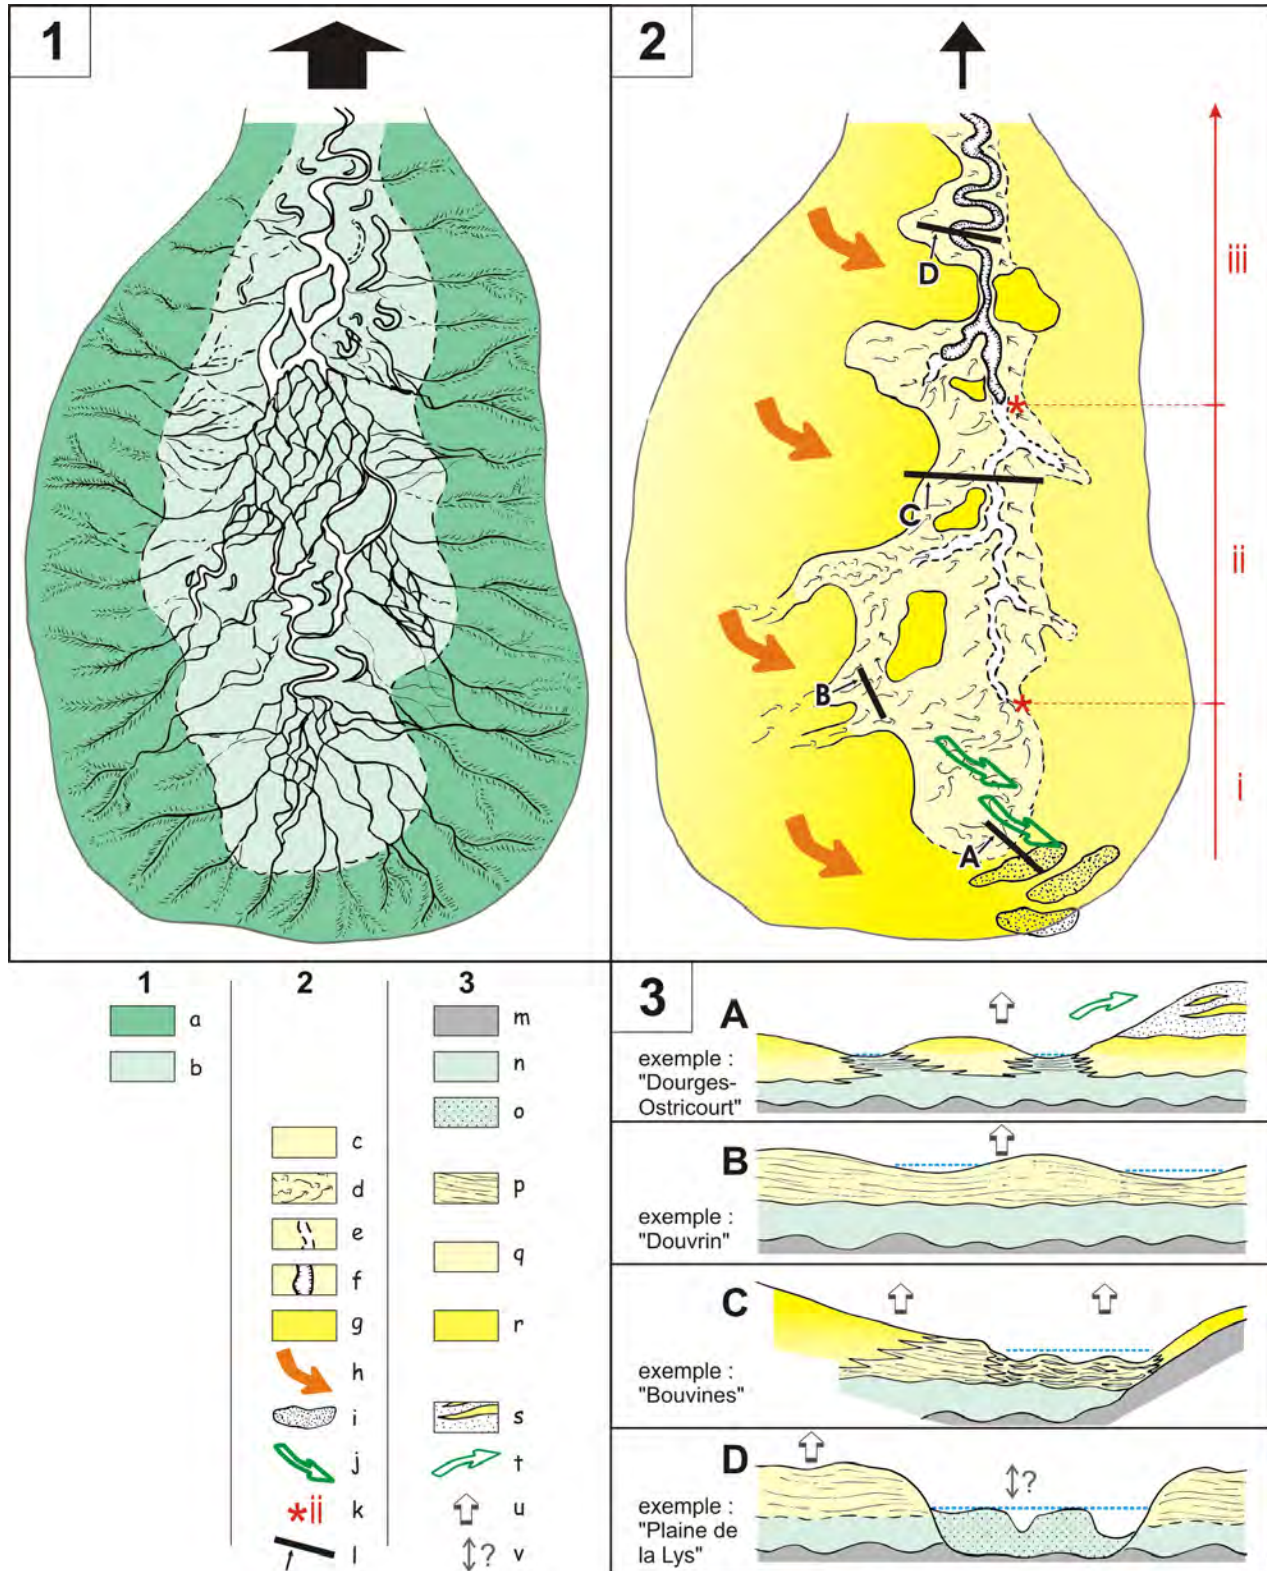 1
2
iii
D
C
ii
B
i
A
1
2
3
a
b
c
d
e
f
g
h
i
j
*ii k
l
m
n
o
p
q
r
s
t
u
? v
3
A
exemple :
"Dourges-
Ostricourt"
B
exemple :
"Douvrin"
C
exemple :
"Bouvines"
D
?
exemple :
"Plaine de
la Lys"